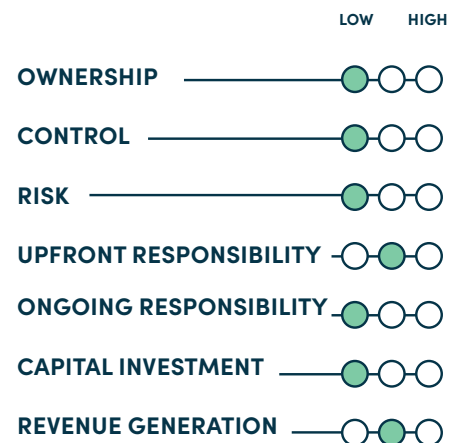 LOW HIGH
OWNERSHIP
CONTROL
RISK
UPFRONT RESPONSIBILITY
ONGOING RESPONSIBILITY
CAPITAL INVESTMENT
REVENUE GENERATION